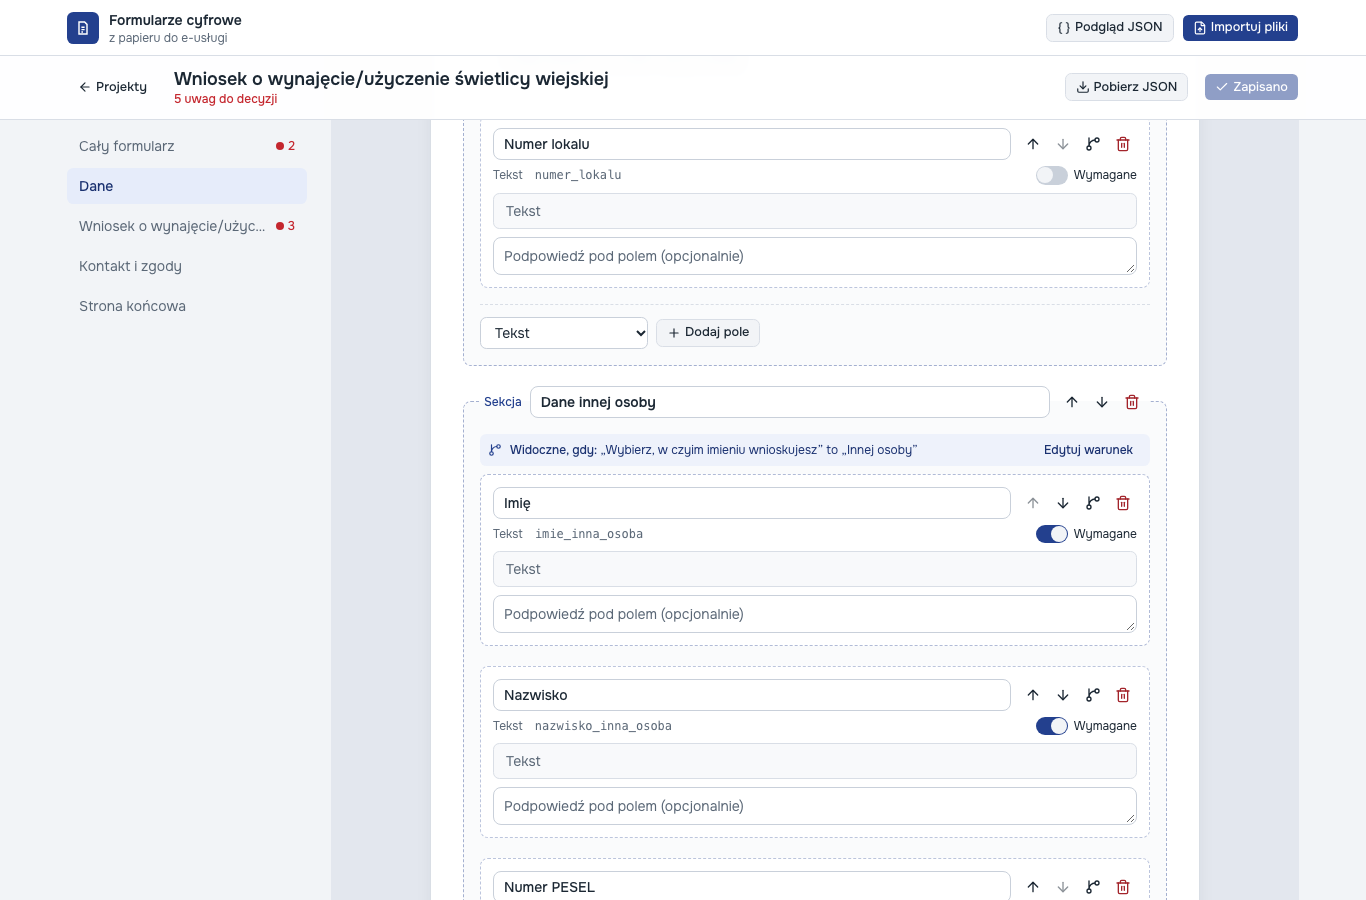 Formularze cyfrowe
z papieru do e-usługi
{ } Podgląd JSON
Importuj pliki
Projekty
Wniosek o wynajęcie/użyczenie świetlicy wiejskiej
5 uwag do decyzji
Pobierz JSON
Zapisano
Cały formularz
2
Dane
Wniosek o wynajęcie/użyc...
3
Kontakt i zgody
Strona końcowa
Numer lokalu
Tekst numer_lokalu
Wymagane
Tekst
Podpowiedź pod polem (opcjonalnie)
Tekst
Dodaj pole
Sekcja
Dane innej osoby
Widoczne, gdy: „Wybierz, w czyim imieniu wnioskujesz” to „Innej osoby”
Edytuj warunek
Imię
Tekst imie_inna_osoba
Wymagane
Tekst
Podpowiedź pod polem (opcjonalnie)
Nazwisko
Tekst nazwisko_inna_osoba
Wymagane
Tekst
Podpowiedź pod polem (opcjonalnie)
Numer PESEL